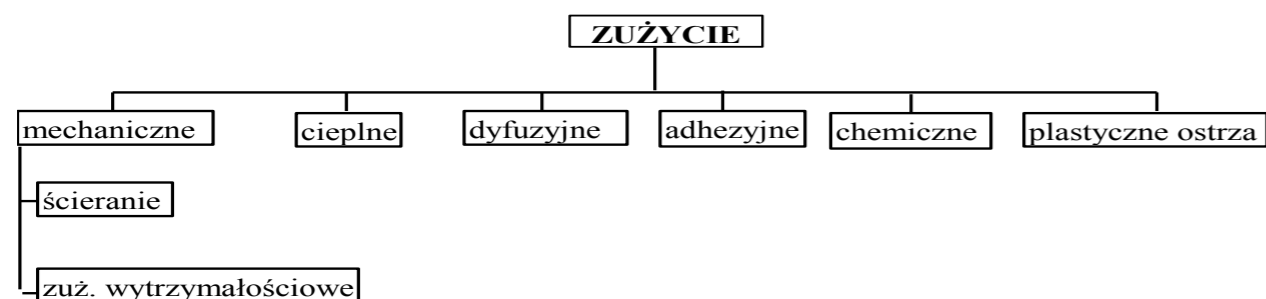 ZUŻYCIE
mechaniczne cieplne dyfuzyjne adhezyjne chemiczne plastyczne ostrza
ścieranie
zuż. wytrzymałościowe